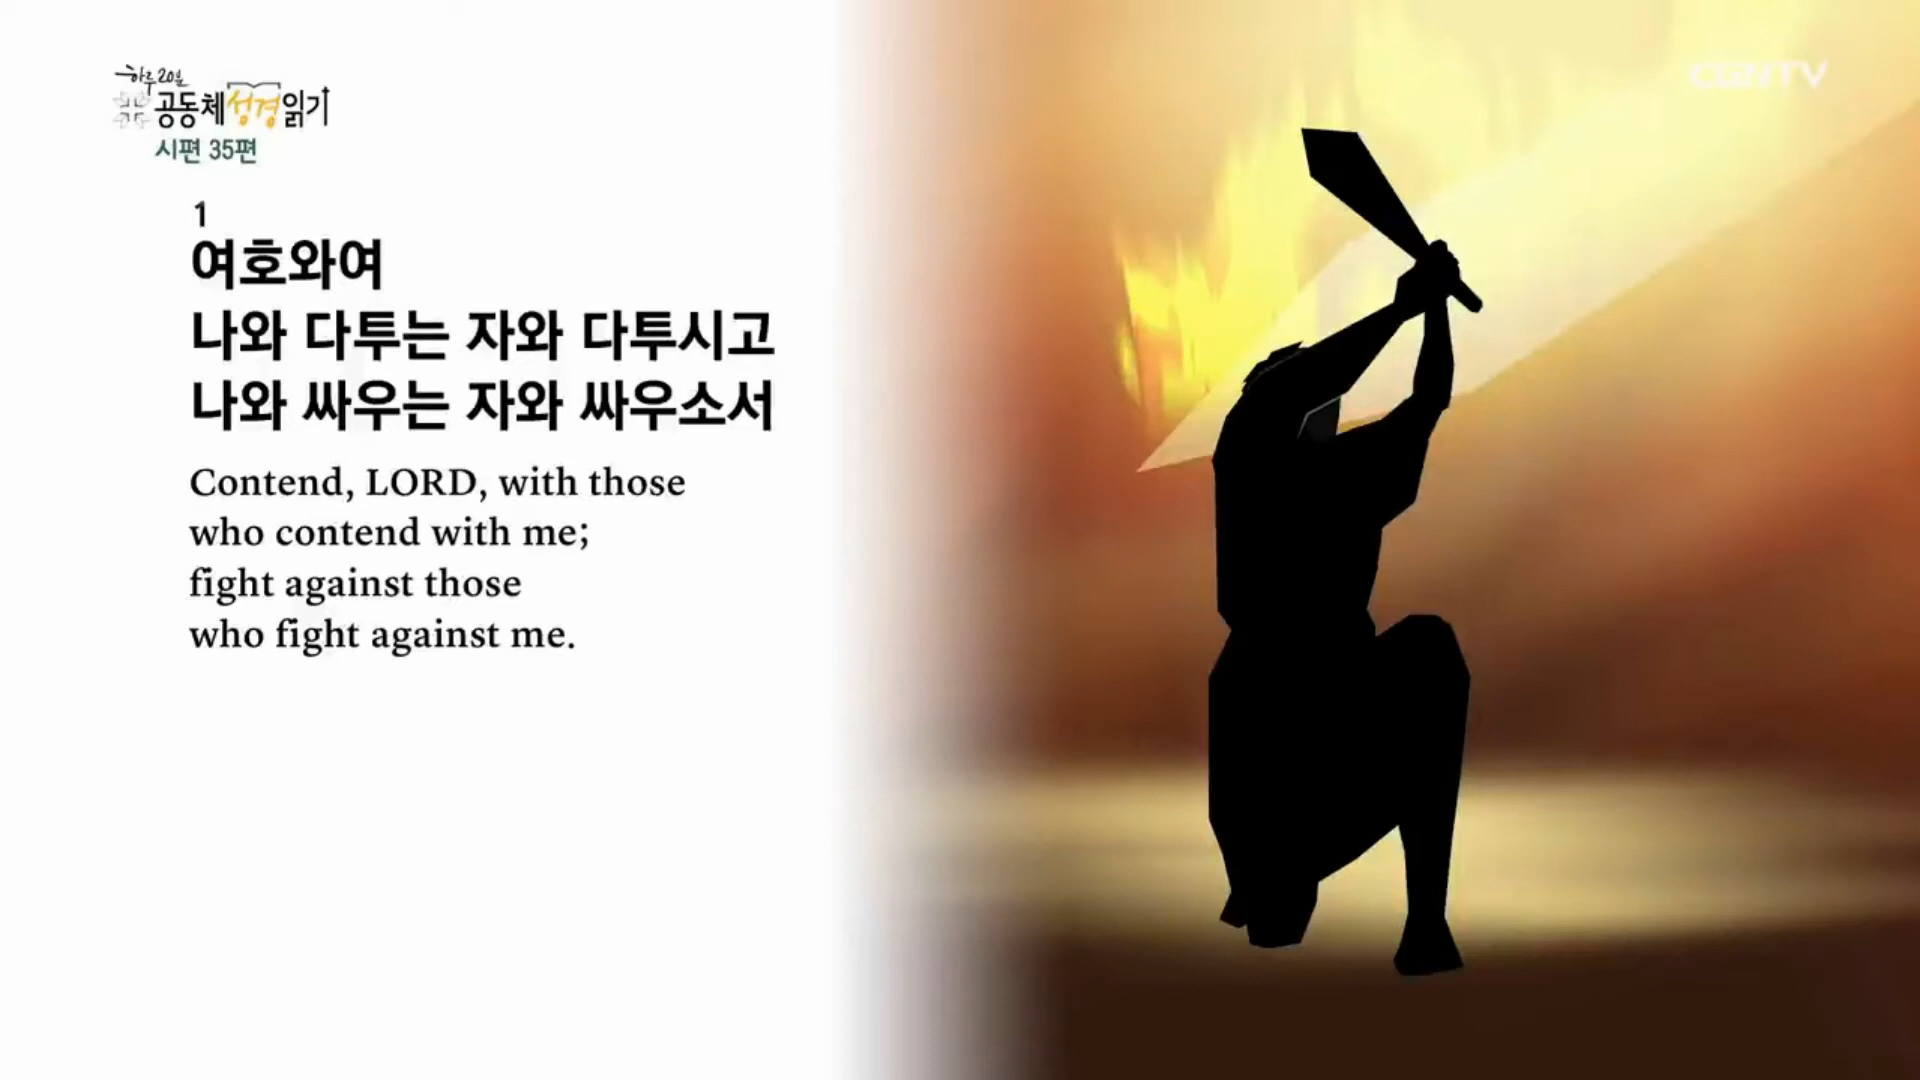 하루 20분
공동체성경읽기
시편 35편
CGNTV
1
여호와여
나와 다투는 자와 다투시고
나와 싸우는 자와 싸우소서
Contend, LORD, with those
who contend with me;
fight against those
who fight against me.